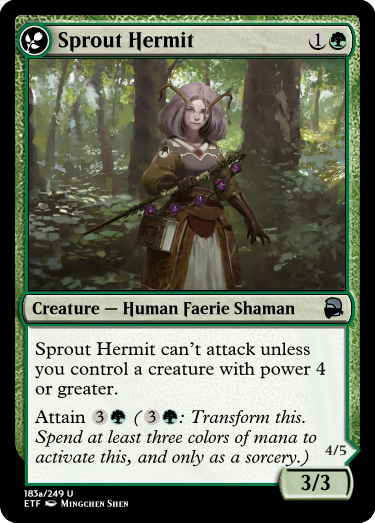 Sprout Hermit 1
Creature — Human Faerie Shaman
Sprout Hermit can't attack unless
you control a creature with power 4
or greater.
Attain 3 ( 3 : Transform this.
Spend at least three colors of mana to
activate this, and only as a sorcery.)
4/5
3/3
183a/249 U
ETF Mingchen Shen